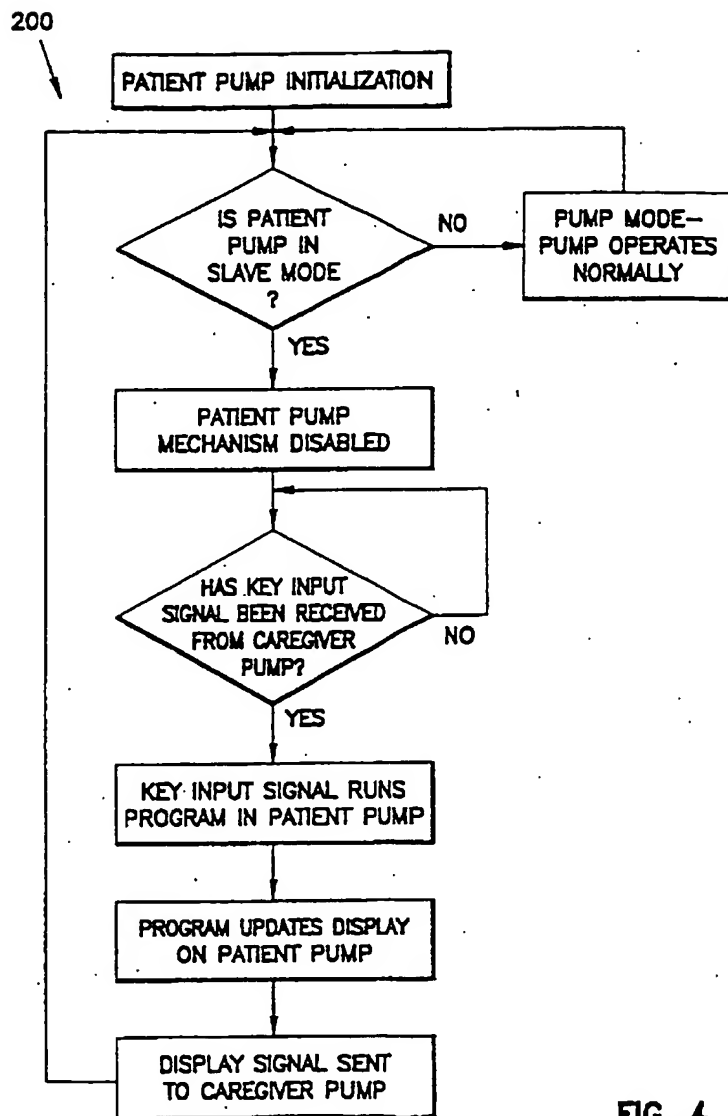 200
PATIENT PUMP INITIALIZATION
IS PATIENT
PUMP IN
SLAVE MODE
?
NO
PUMP MODE-
PUMP OPERATES
NORMALLY
YES
PATIENT PUMP
MECHANISM DISABLED
HAS KEY INPUT
SIGNAL BEEN RECEIVED
FROM CAREGIVER
PUMP?
NO
YES
KEY INPUT SIGNAL RUNS
PROGRAM IN PATIENT PUMP
PROGRAM UPDATES DISPLAY
ON PATIENT PUMP
DISPLAY SIGNAL SENT
TO CAREGIVER PUMP
FIG. 4